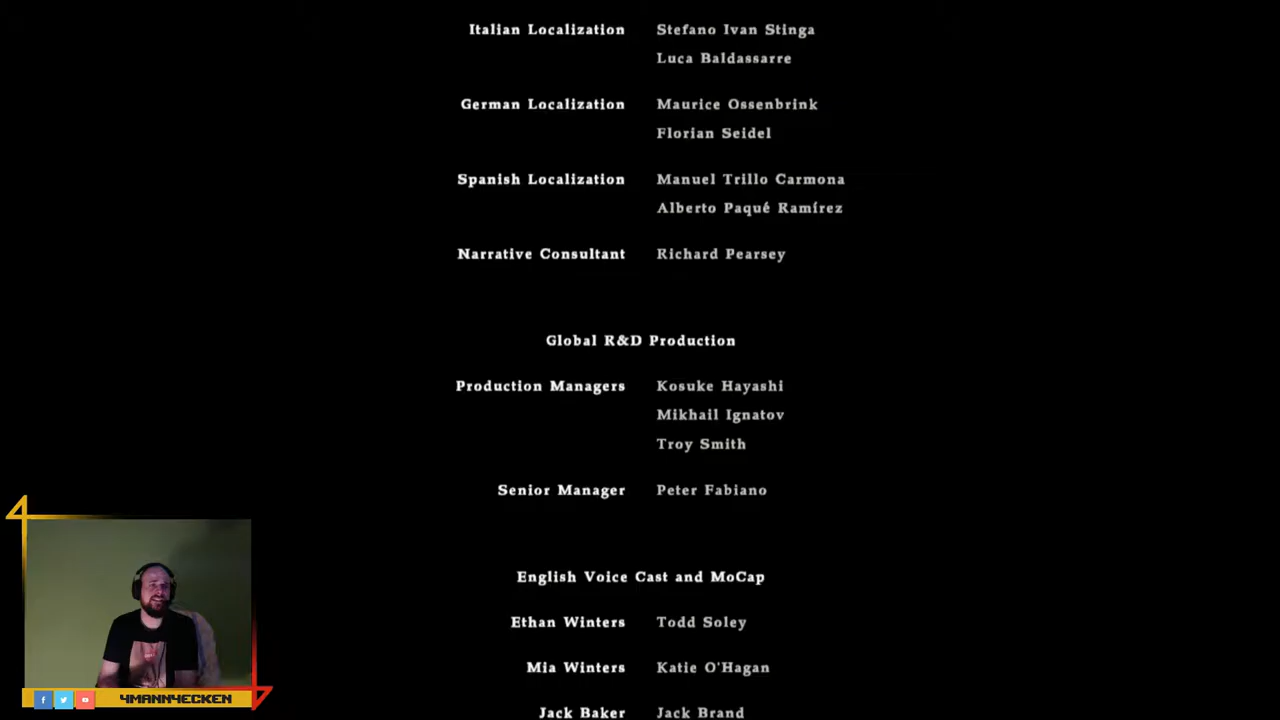 Italian Localization Stefano Ivan Stinga
Luca Baldassarre
German Localization Maurice Ossenbrink
Florian Seidel
Spanish Localization Manuel Trillo Carmona
Alberto Paqué Ramírez
Narrative Consultant Richard Pearsey
Global R&D Production
Production Managers Kosuke Hayashi
Mikhail Ignatov
Troy Smith
Senior Manager Peter Fabiano
English Voice Cast and MoCap
Ethan Winters Todd Soley
Mia Winters Katie O'Hagan
Jack Baker Jack Brand
4MANN4ECKEN